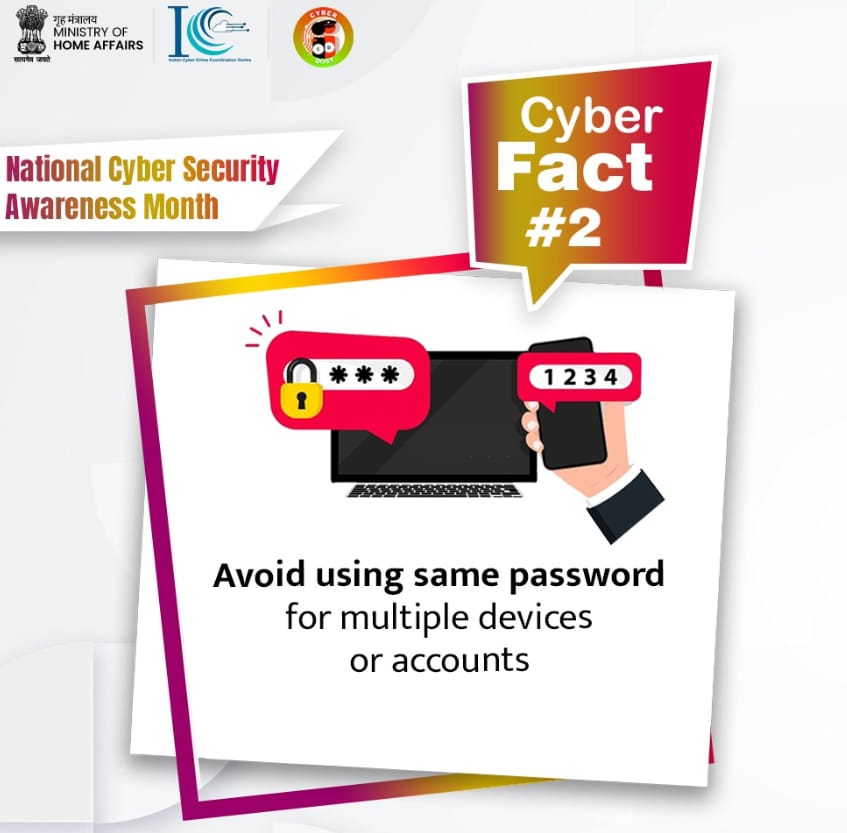 गृह मंत्रालय
MINISTRY OF
HOME AFFAIRS
सत्यमेव जयते
Indian Cyber Crime Coordination Centre
CYBER
DOST
National Cyber Security
Awareness Month
Cyber
Fact
#2
***
1234
Avoid using same password
for multiple devices
or accounts